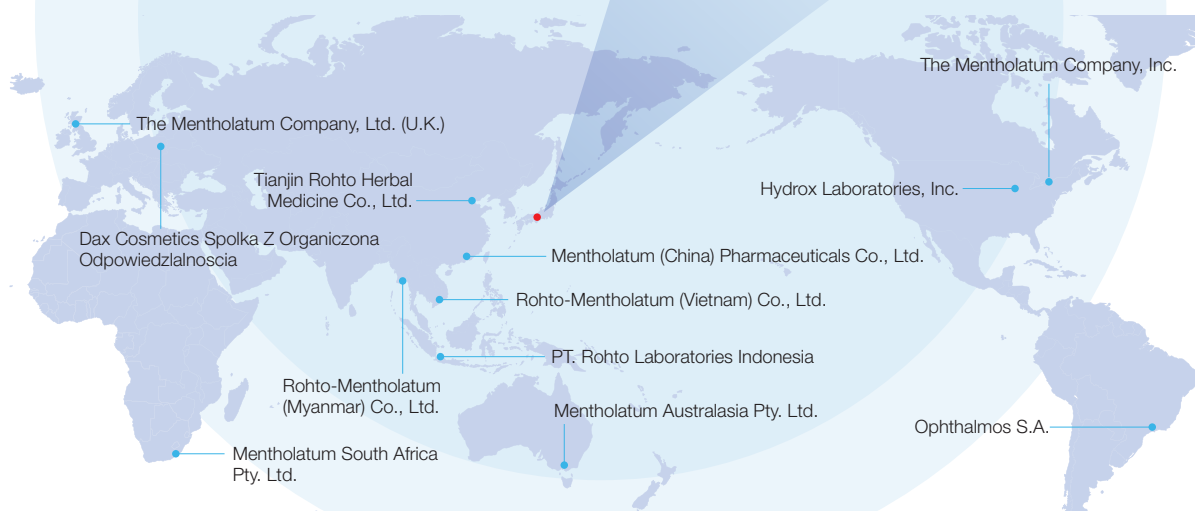 The Mentholatum Company, Inc.
The Mentholatum Company, Ltd. (U.K.)
Tianjin Rohto Herbal
Medicine Co., Ltd.
Hydrox Laboratories, Inc.
Dax Cosmetics Spolka Z Organiczona
Odpowiedzlalnoscia
Mentholatum (China) Pharmaceuticals Co., Ltd.
Rohto-Mentholatum (Vietnam) Co., Ltd.
PT. Rohto Laboratories Indonesia
Rohto-Mentholatum
(Myanmar) Co., Ltd.
Mentholatum Australasia Pty. Ltd.
Ophthalmos S.A.
Mentholatum South Africa
Pty. Ltd.